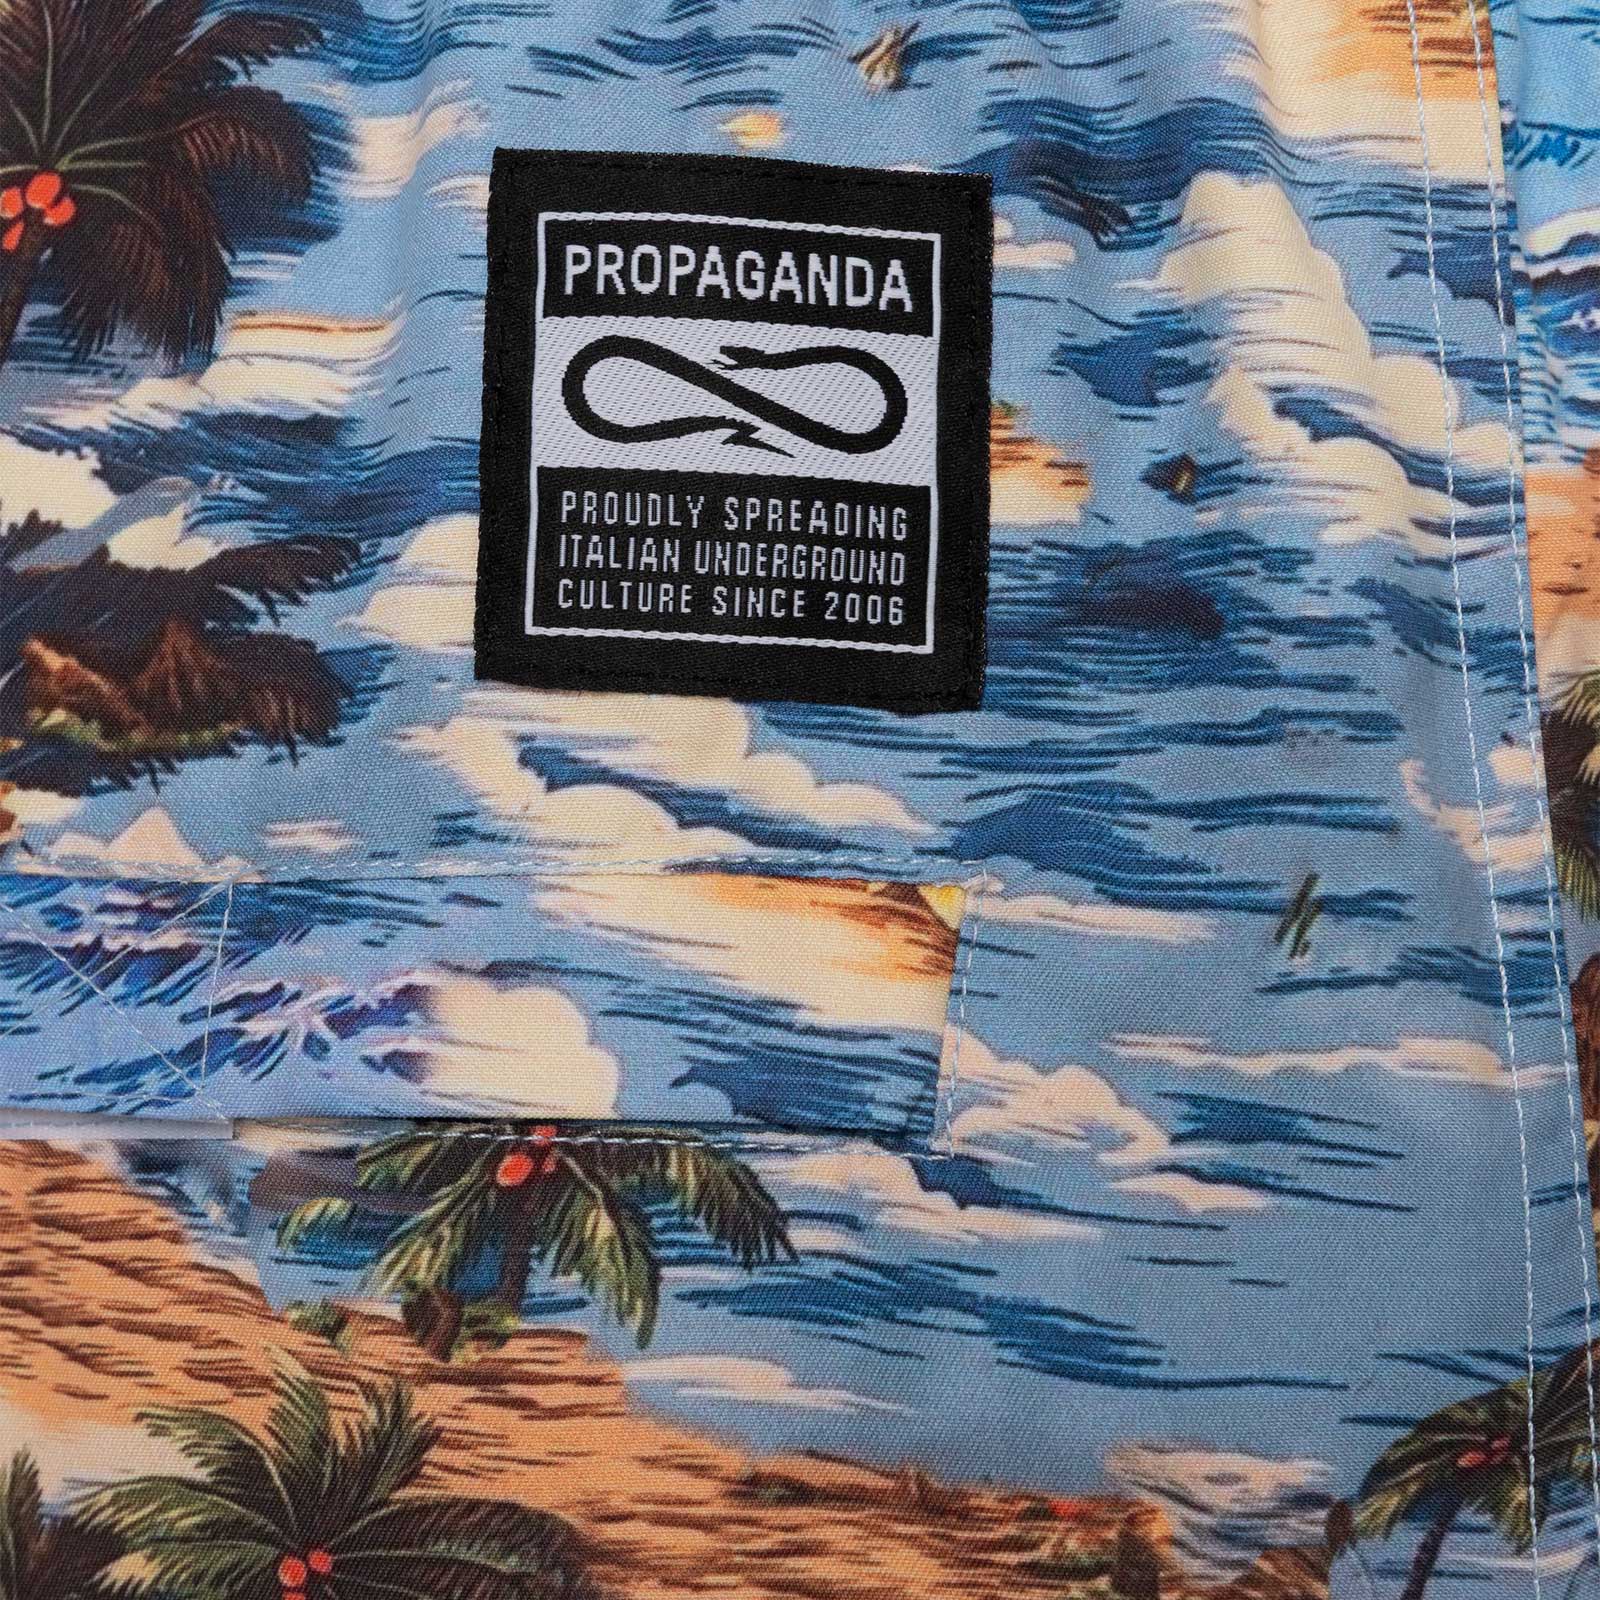 PROPAGANDA
PROUDLY SPREADING
ITALIAN UNDERGROUND
CULTURE SINCE 2006